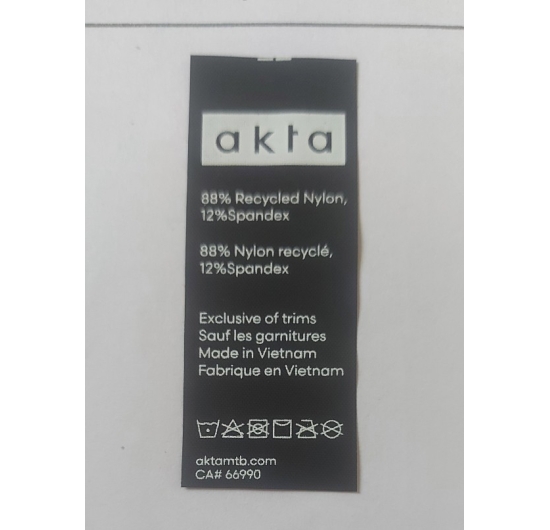 akta
88% Recycled Nylon,
12%Spandex
88% Nylon recyclé,
12%Spandex
Exclusive of trims
Sauf les garnitures
Made in Vietnam
Fabrique en Vietnam
aktamtb.com
CA# 66990